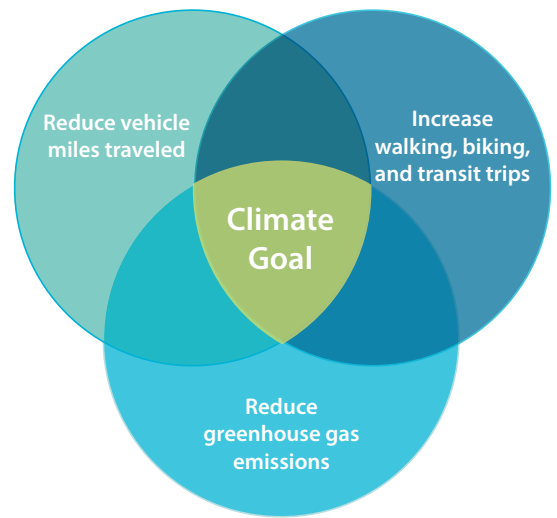 Reduce vehicle
miles traveled
Increase
walking, biking,
and transit trips
Climate
Goal
Reduce
greenhouse gas
emissions